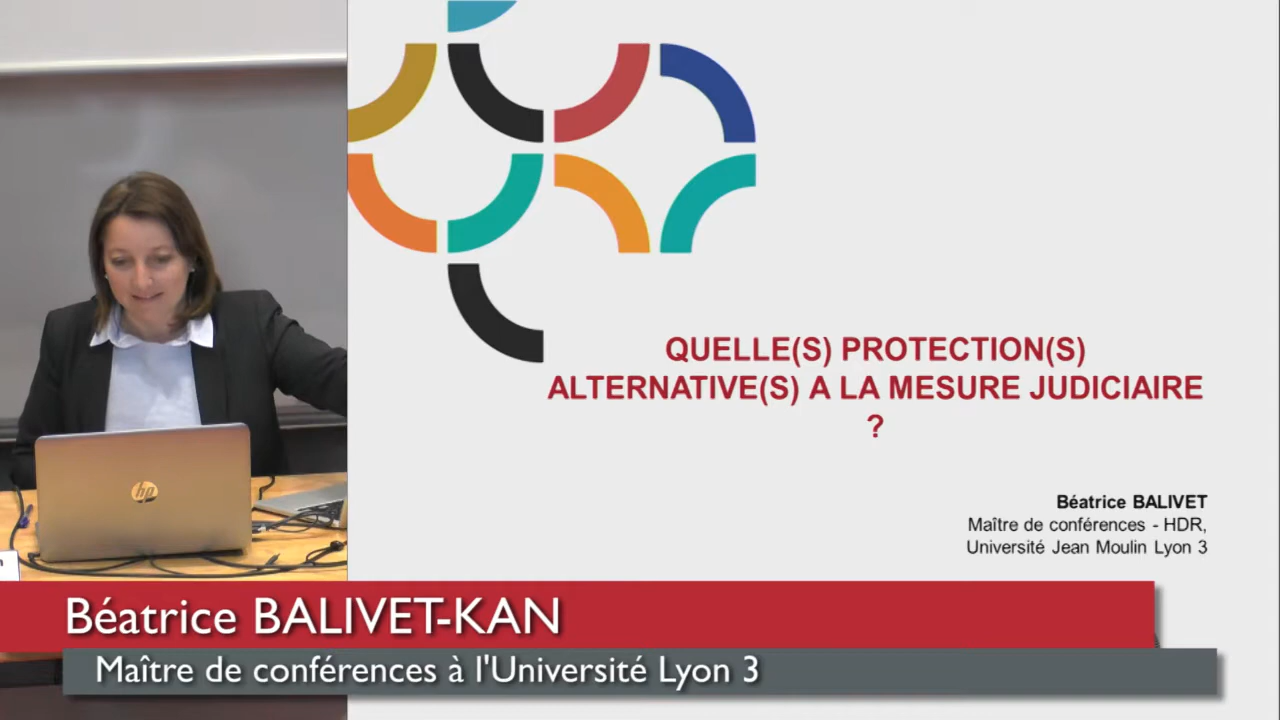 QUELLE(S) PROTECTION(S)
ALTERNATIVE(S) A LA MESURE JUDICIAIRE
?
Béatrice BALIVET
Maître de conférences - HDR,
Université Jean Moulin Lyon 3
hp
Béatrice BALIVET-KAN
Maître de conférences à l'Université Lyon 3